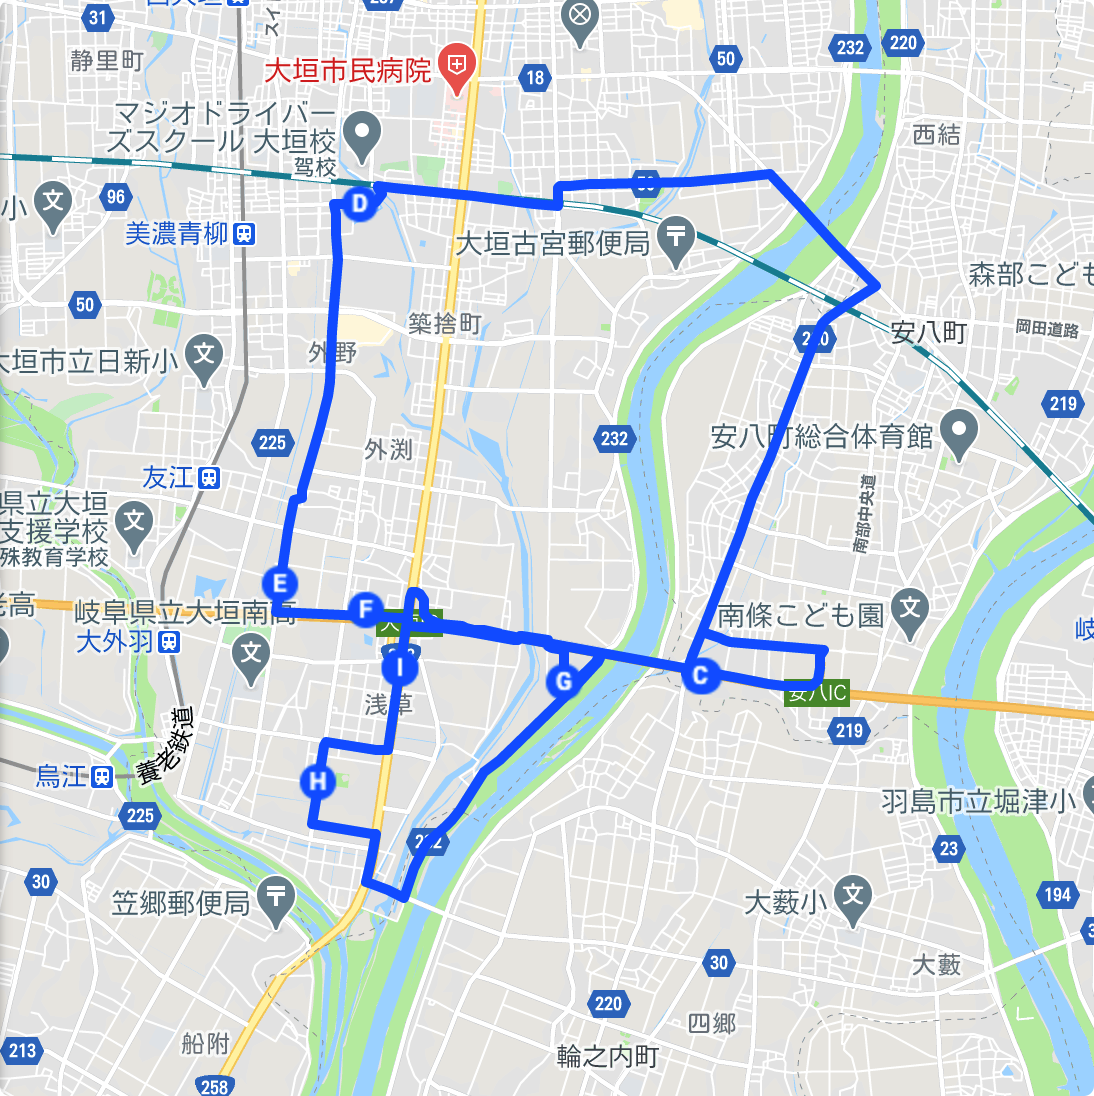 31
静里町
大垣市民病院
18
50
232
220
マジオドライバー
ズスクール 大垣校
駕校
西結
96
小
美濃青柳
D
大垣古宮郵便局
森部こども
50
築捨町
安八町
岡田道路
大垣市立日新小
外野
219
225
外渕
232
安八町総合体育館
友江
県立大垣
支援学校
殊教育学校
南部中央道
E
F
老高
岐阜県立大垣南高
南條こども園
大外羽
岐
I
G
C
安八IC
浅草
219
養老鉄道
烏江
H
225
羽島市立堀津小
232
23
30
笠郷郵便局
大藪小
194
30
大藪
220
四郷
船附
213
輪之内町
258